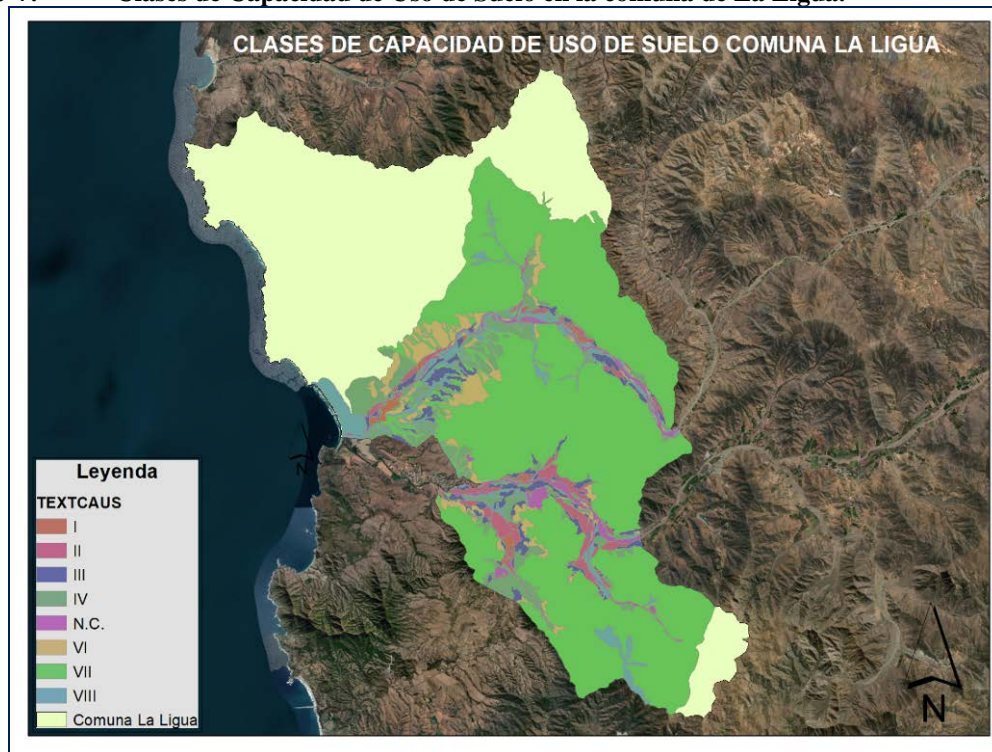 Clases de Capacidad de Uso de Suelo en la comuna de La Ligua.
CLASES DE CAPACIDAD DE USO DE SUELO COMUNA LA LIGUA
Leyenda
TEXTCAUS
I
II
III
IV
N.C.
VI
VII
VIII
Comuna La Ligua
N
N